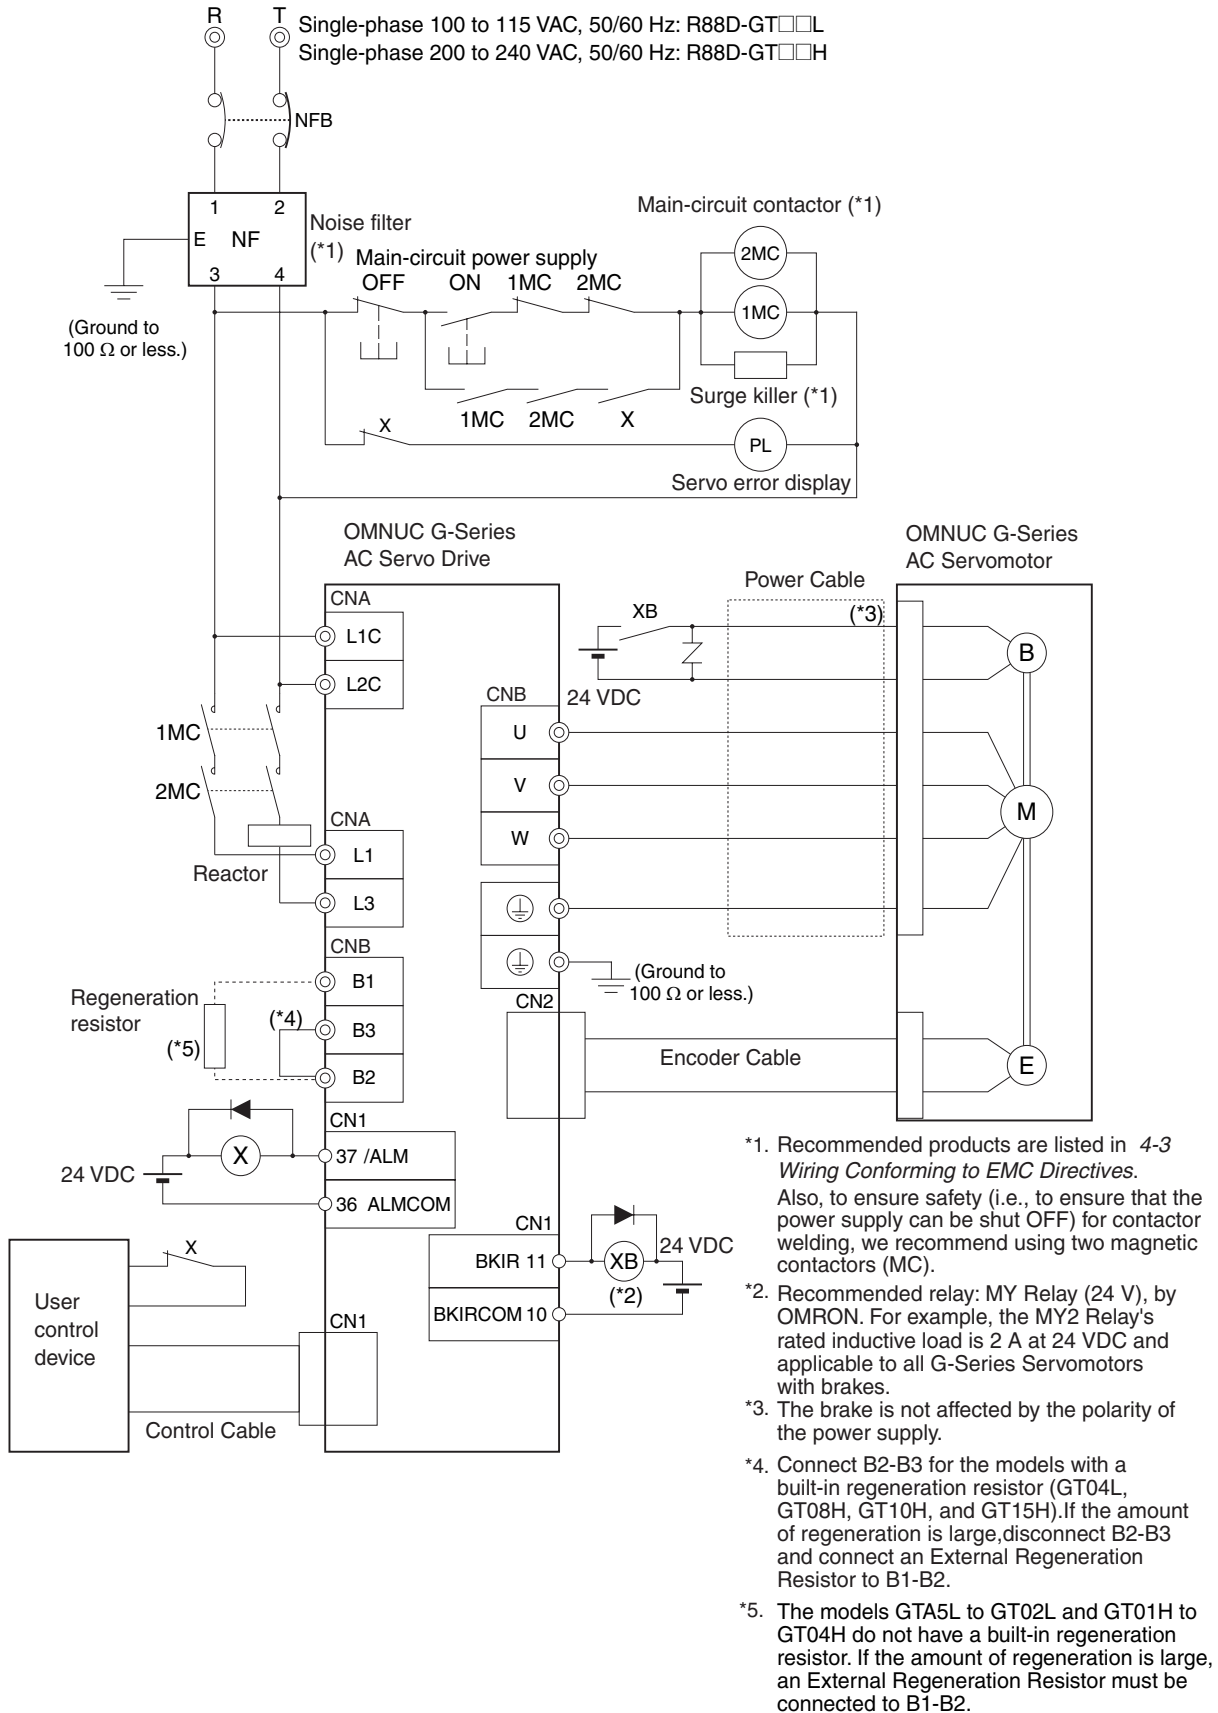 R T
Single-phase 100 to 115 VAC, 50/60 Hz: R88D-GT□□L
Single-phase 200 to 240 VAC, 50/60 Hz: R88D-GT□□H
NFB
1 2
E NF
3 4
Noise filter
(*1)
(Ground to
100 Ω or less.)
Main-circuit contactor (*1)
Main-circuit power supply
OFF ON 1MC 2MC
2MC
1MC
Surge killer (*1)
1MC 2MC X
X
PL
Servo error display
OMNUC G-Series
AC Servo Drive
OMNUC G-Series
AC Servomotor
Power Cable
(*3)
CNA
L1C
L2C
XB
24 VDC
B
CNB
U
V
W
M
1MC
2MC
Reactor
CNA
L1
L3
(Ground to
100 Ω or less.)
CNB
B1
B3
B2
Regeneration
resistor
(*4)
(*5)
CN2
Encoder Cable
E
CN1
37 /ALM
36 ALMCOM
X
24 VDC
CN1
BKIR 11
BKIRCOM 10
XB
(*2)
24 VDC
User
control
device
X
CN1
Control Cable
*1. Recommended products are listed in 4-3
Wiring Conforming to EMC Directives.
Also, to ensure safety (i.e., to ensure that the
power supply can be shut OFF) for contactor
welding, we recommend using two magnetic
contactors (MC).
*2. Recommended relay: MY Relay (24 V), by
OMRON. For example, the MY2 Relay's
rated inductive load is 2 A at 24 VDC and
applicable to all G-Series Servomotors
with brakes.
*3. The brake is not affected by the polarity of
the power supply.
*4. Connect B2-B3 for the models with a
built-in regeneration resistor (GT04L,
GT08H, GT10H, and GT15H).If the amount
of regeneration is large,disconnect B2-B3
and connect an External Regeneration
Resistor to B1-B2.
*5. The models GTA5L to GT02L and GT01H to
GT04H do not have a built-in regeneration
resistor. If the amount of regeneration is large,
an External Regeneration Resistor must be
connected to B1-B2.